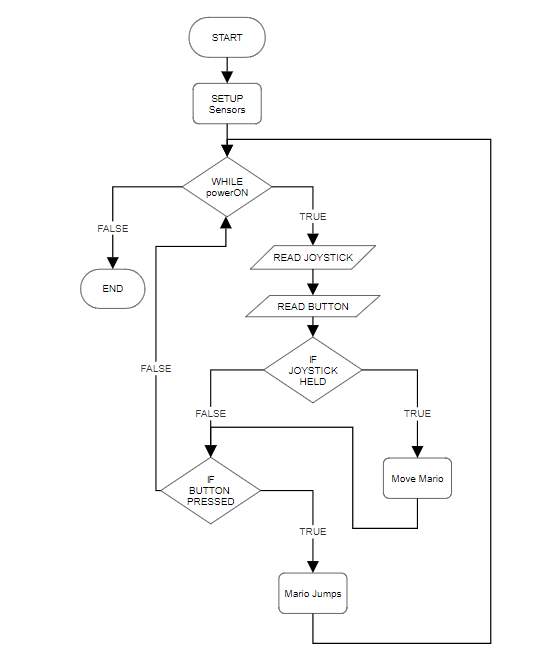 START
SETUP
Sensors
WHILE
powerON
TRUE
FALSE
READ JOYSTICK
END
READ BUTTON
IF
JOYSTICK
HELD
FALSE
FALSE
TRUE
IF
BUTTON
PRESSED
Move Mario
TRUE
Mario Jumps